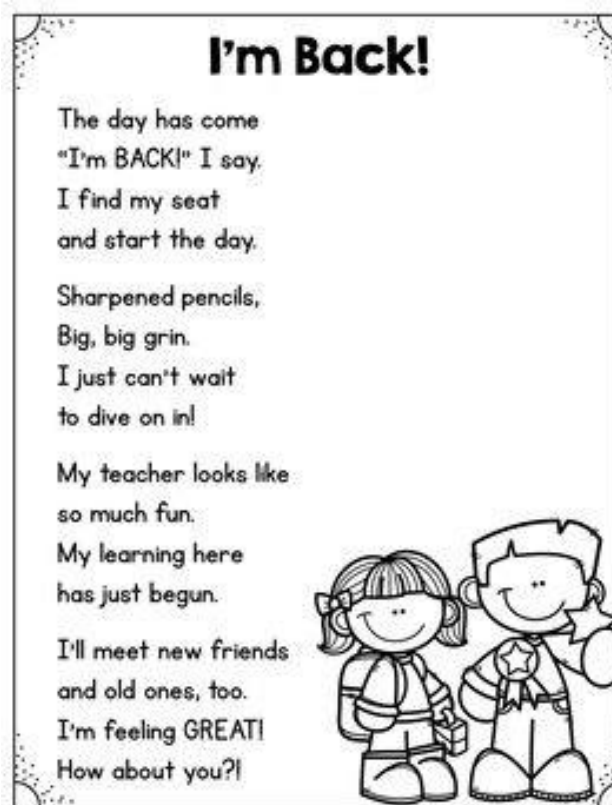 I'm Back!
The day has come
"I'm BACK!" I say.
I find my seat
and start the day.
Sharpened pencils,
Big, big grin.
I just can't wait
to dive on in!
My teacher looks like
so much fun.
My learning here
has just begun.
I'll meet new friends
and old ones, too.
I'm feeling GREAT!
How about you?!